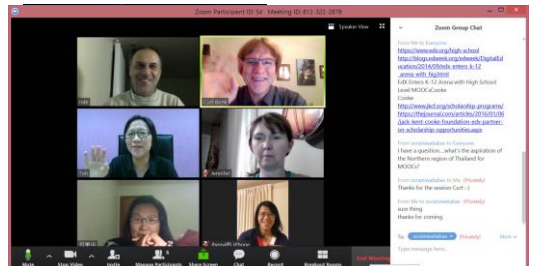 Zoom Participant ID: 54 Meeting ID: 812-322-2878
Speaker View
Zoom Group Chat
From Me to Everyone:
https://www.edx.org/high-school
http://blogs.edweek.org/edweek/DigitalEd
ucation/2014/09/edx_enters_k-12
_arena_with_hig.html
EdX Enters K-12 Arena with High School
Level MOOCs
Cooke
http://www.jkcf.org/scholarship-programs/
https://thejournal.com/articles/2016/01/06
/jack-kent-cooke-foundation-edx-partner-
on-scholarship-opportunities.aspx
to Everyone:
I have a question....what's the aspiration of
the Northern region of Thailand for
MOOCs?
to Me: (Privately)
Thanks for the session Curt :-)
From Me to (Privately)
sure thing
thanks for coming.
Curt Bonk
Jennifer
To:
(Privately)
More
Type message here...
Mute
Stop Video
Invite
Manage Participants
Share Screen
Chat
Record
Breakout Rooms
End Meeting